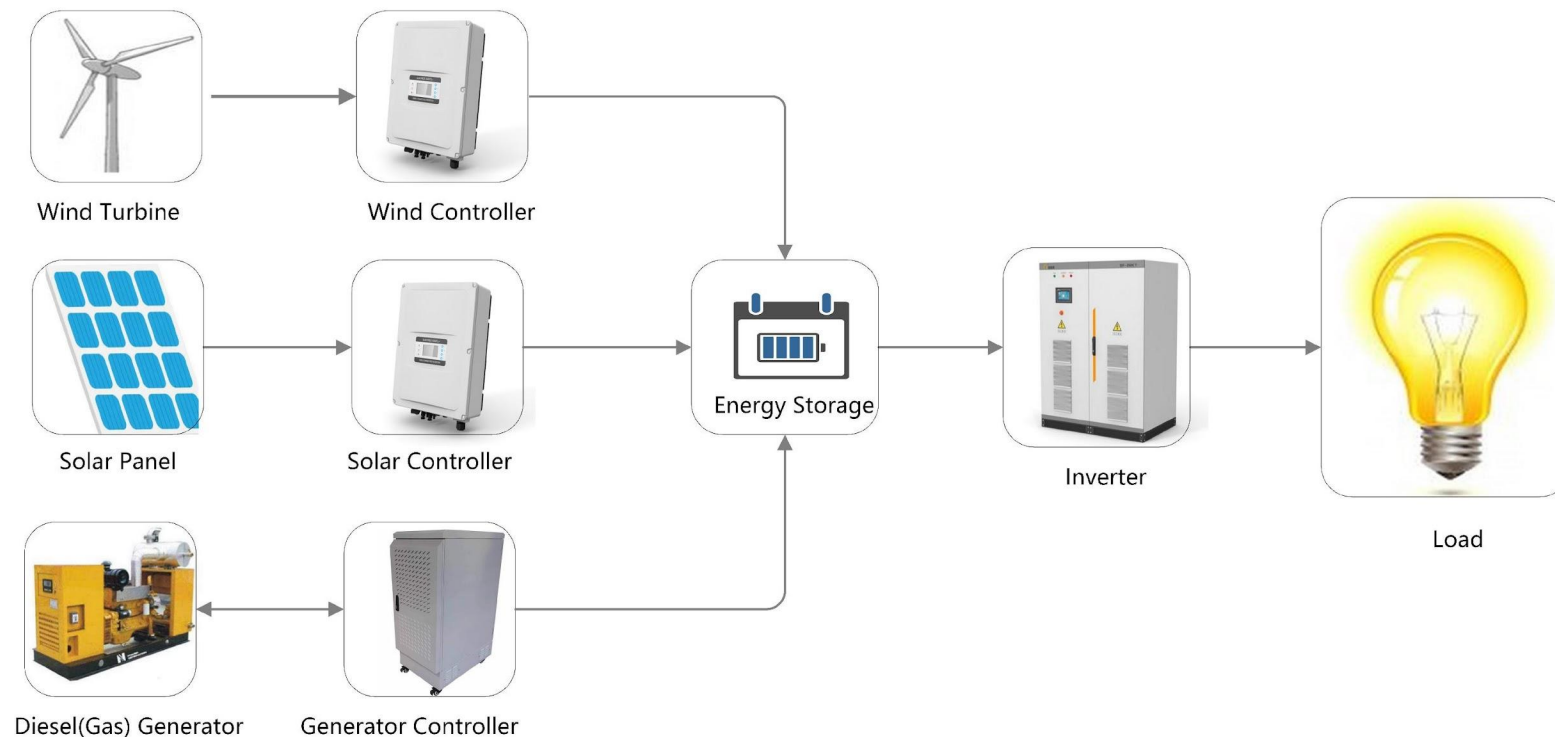 Wind Turbine
Wind Controller
Solar Panel
Solar Controller
Energy Storage
Inverter
Load
Diesel(Gas) Generator
Generator Controller